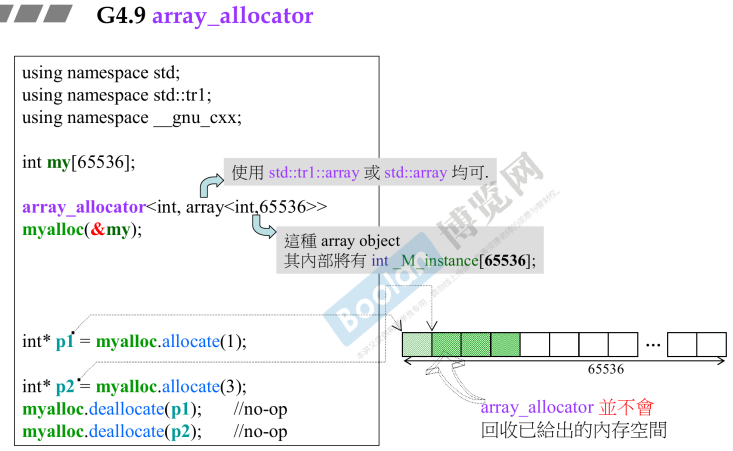 G4.9 array_allocator
using namespace std;
using namespace std::tr1;
using namespace __gnu_cxx;
int my[65536];
使用 std::tr1::array 或 std::array 均可.
array_allocator<int, array<int,65536>>
myalloc(&my);
這種 array object
其內部將有 int _M_instance[65536];
Boolan 博览网
int* p1 = myalloc.allocate(1);
...
65536
int* p2 = myalloc.allocate(3);
myalloc.deallocate(p1); //no-op
myalloc.deallocate(p2); //no-op
array_allocator 並不會
回收已給出的內存空間